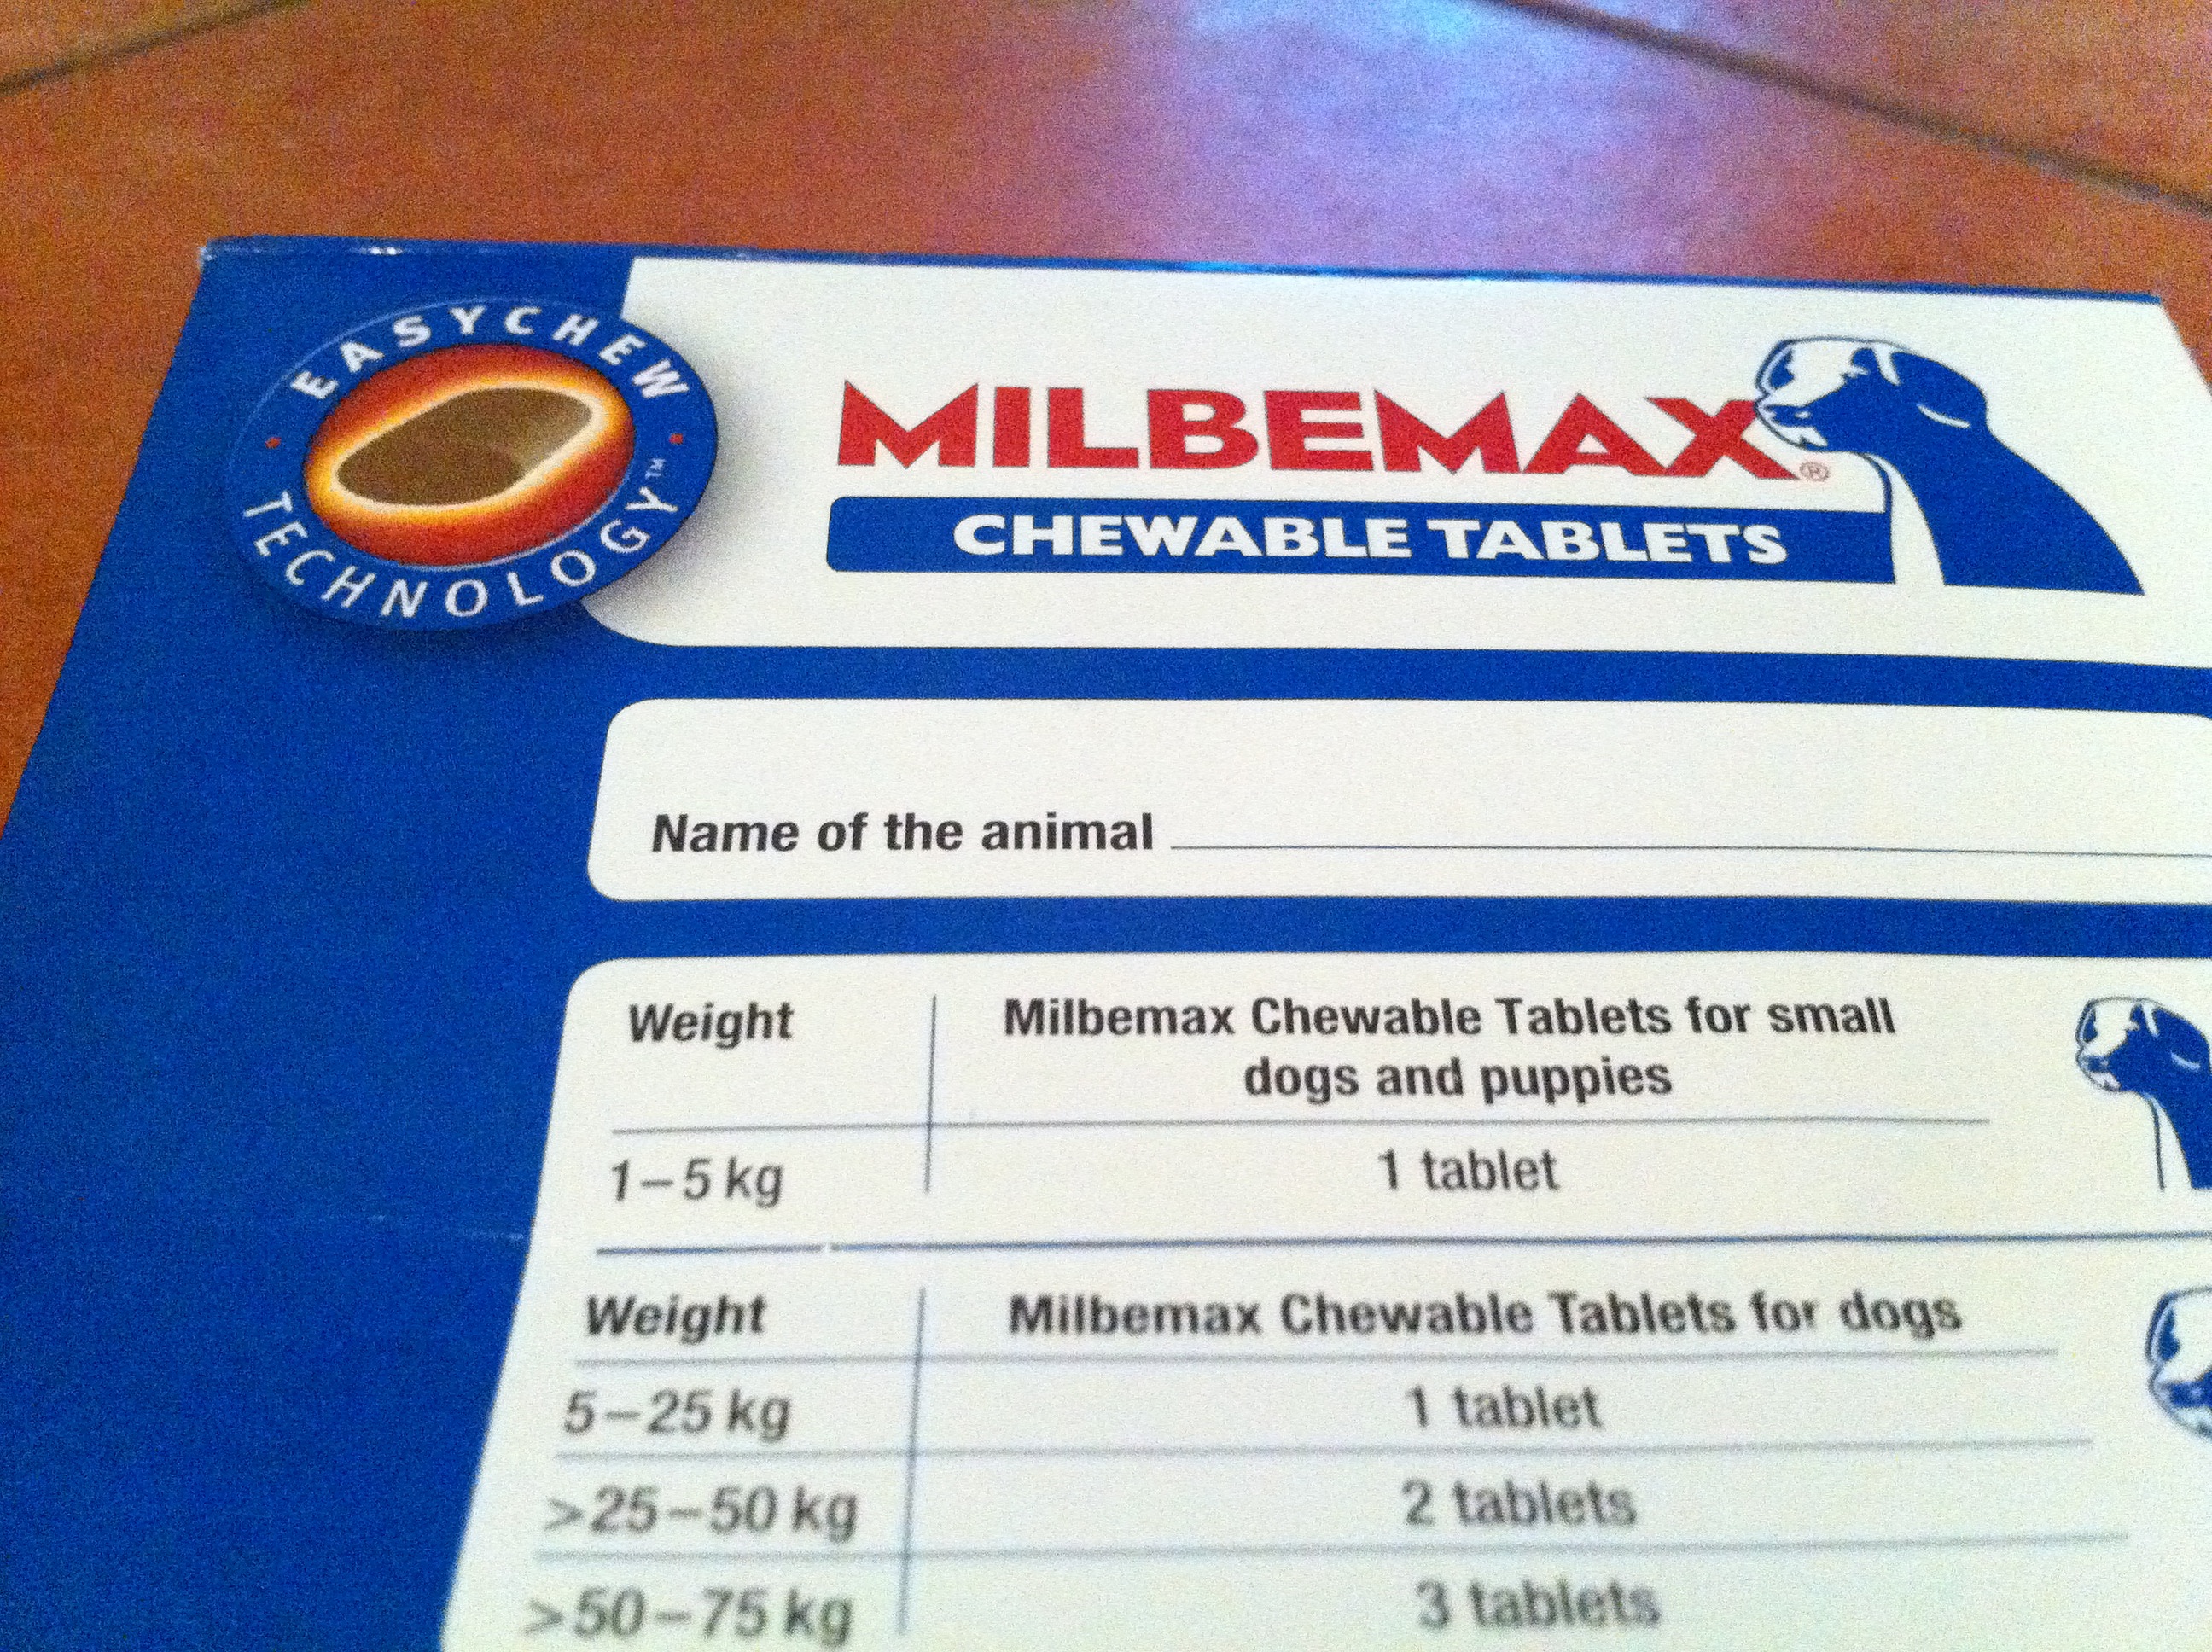 EASYCHEW
TECHNOLOGY™
MILBEMAX®
CHEWABLE TABLETS
Name of the animal
Weight Milbemax Chewable Tablets for small
dogs and puppies
1–5 kg 1 tablet
Weight Milbemax Chewable Tablets for dogs
5–25 kg 1 tablet
>25–50 kg 2 tablets
>50–75 kg 3 tablets